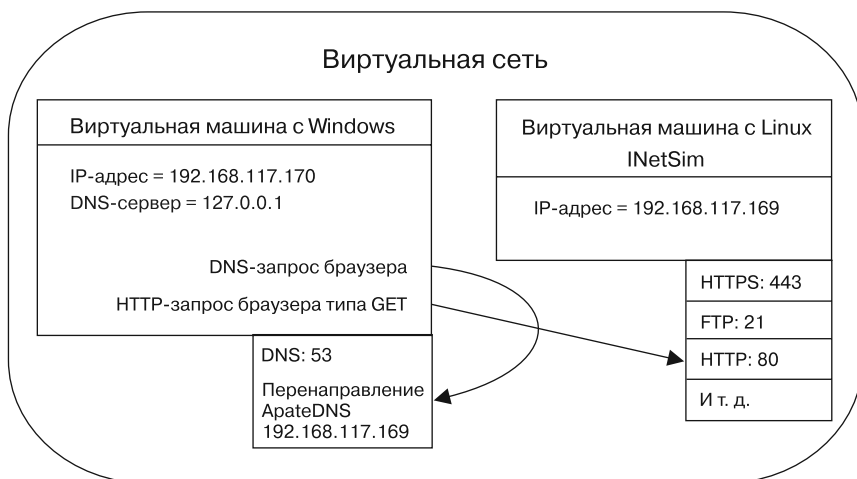 Виртуальная сеть
Виртуальная машина с Windows
IP-адрес = 192.168.117.170
DNS-сервер = 127.0.0.1
DNS-запрос браузера
HTTP-запрос браузера типа GET
DNS: 53
Перенаправление
ApateDNS
192.168.117.169
Виртуальная машина с Linux
INetSim
IP-адрес = 192.168.117.169
HTTPS: 443
FTP: 21
HTTP: 80
И т. д.